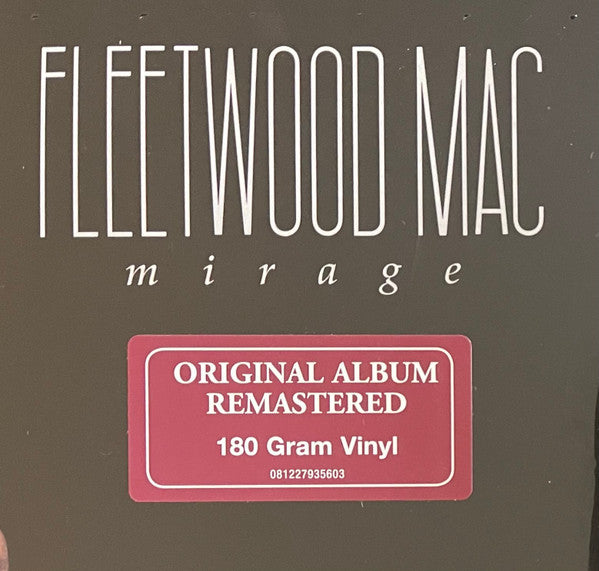 FLEETWOOD MAC
mirage
ORIGINAL ALBUM
REMASTERED
180 Gram Vinyl
081227935603